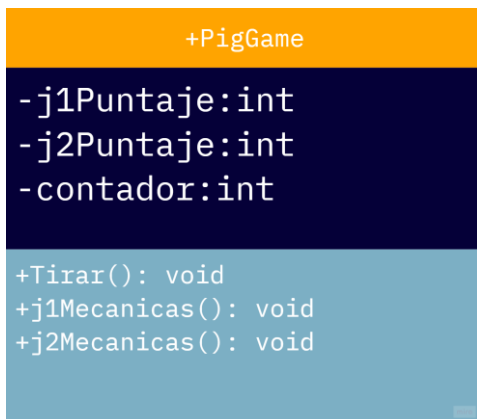 +PigGame
-j1Puntaje:int
-j2Puntaje:int
-contador:int
+Tirar(): void
+j1Mecanicas(): void
+j2Mecanicas(): void